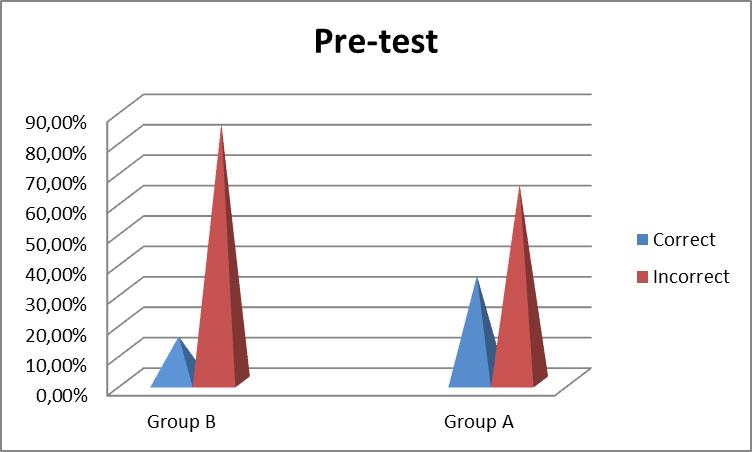 Pre-test
90,00%
80,00%
70,00%
60,00%
50,00%
40,00%
30,00%
20,00%
10,00%
0,00%
Group B
Group A
Correct
Incorrect